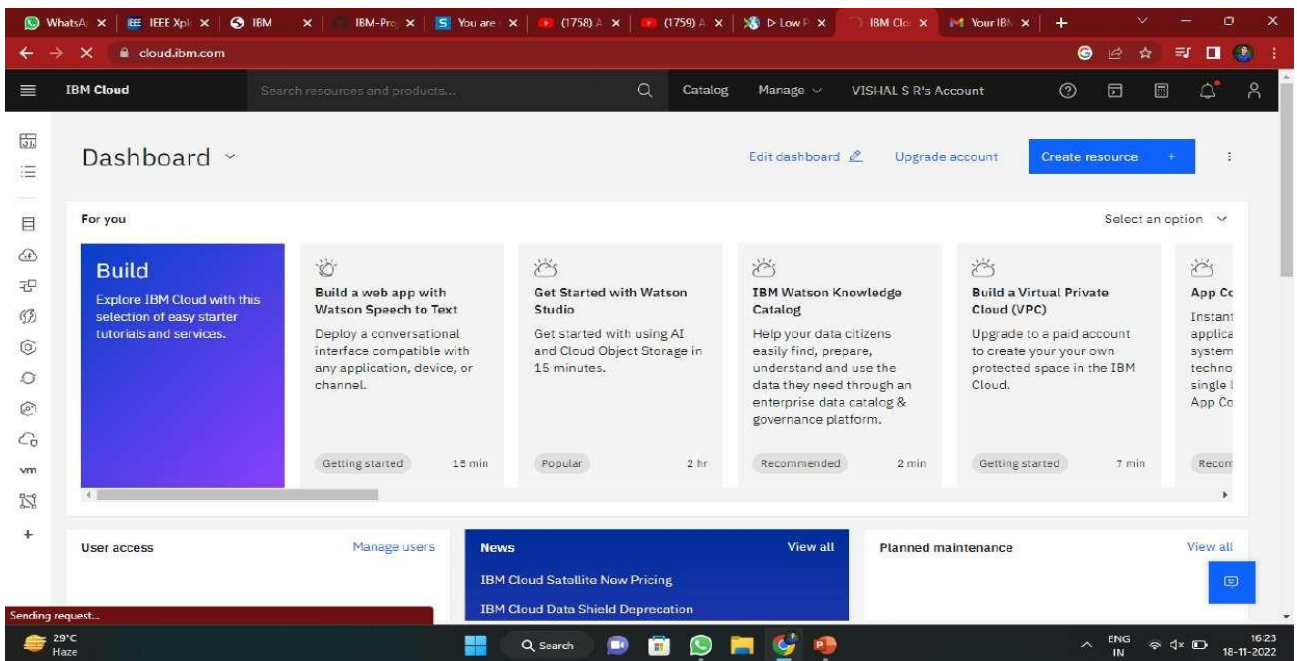 WhatsA
IEEE IEEE Xpl
IBM
IBM-Pro
S You are
(1758) A
(1759) A
Low P
IBM Clo
Your IB
cloud.ibm.com
IBM Cloud
Search resources and products...
Catalog
Manage
VISHAL S R's Account
Dashboard
Edit dashboard
Upgrade account
Create resource +
For you
Select an option
Build
Explore IBM Cloud with this
selection of easy starter
tutorials and services.
Build a web app with
Watson Speech to Text
Deploy a conversational
interface compatible with
any application, device, or
channel.
Getting started
15 min
Get Started with Watson
Studio
Get started with using AI
and Cloud Object Storage in
15 minutes.
Popular
2 hr
IBM Watson Knowledge
Catalog
Help your data citizens
easily find, prepare,
understand and use the
data they need through an
enterprise data catalog &
governance platform.
Recommended
2 min
Build a Virtual Private
Cloud (VPC)
Upgrade to a paid account
to create your your own
protected space in the IBM
Cloud.
Getting started
7 min
App Co
Instant
applica
system
techno
single
App Co
Recom
vm
User access
Manage users
News
View all
IBM Cloud Satellite New Pricing
IBM Cloud Data Shield Deprecation
Planned maintenance
View all
Sending request...
29°C
Haze
Search
ENG
IN
16:23
18-11-2022